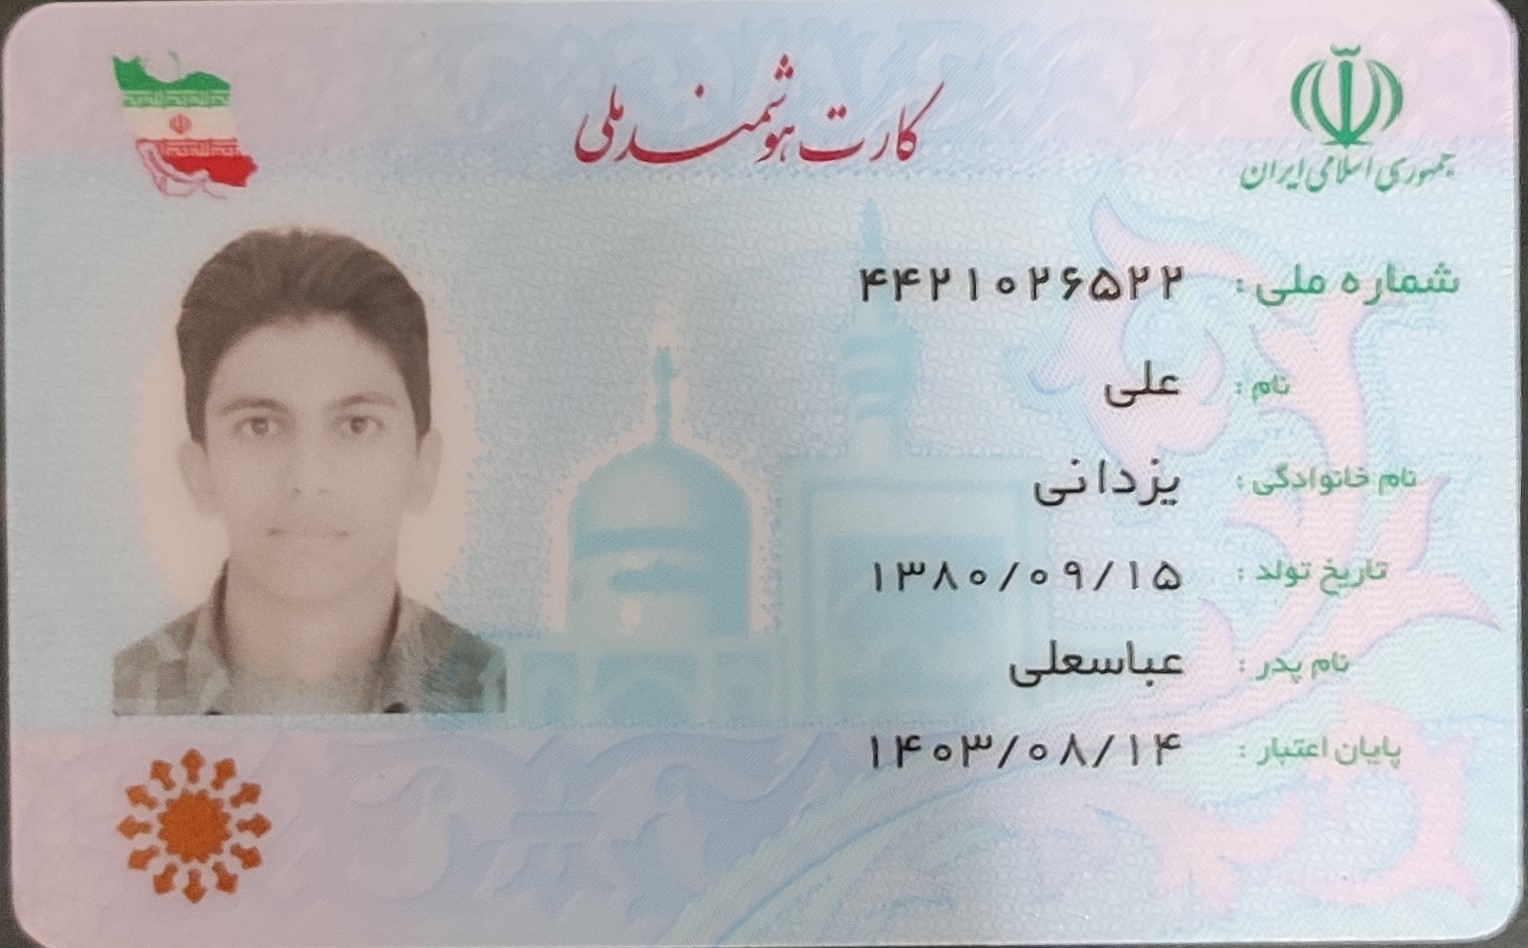 جمهوری اسلامی ایران
کارت هوشمند ملی
شماره ملی : ۴۴۲۱۰۲۶۵۲۲
نام : علی
نام خانوادگی : یزدانی
تاریخ تولد : ۱۳۸۰/۰۹/۱۵
نام پدر : عباسعلی
پایان اعتبار : ۱۴۰۳/۰۸/۱۴